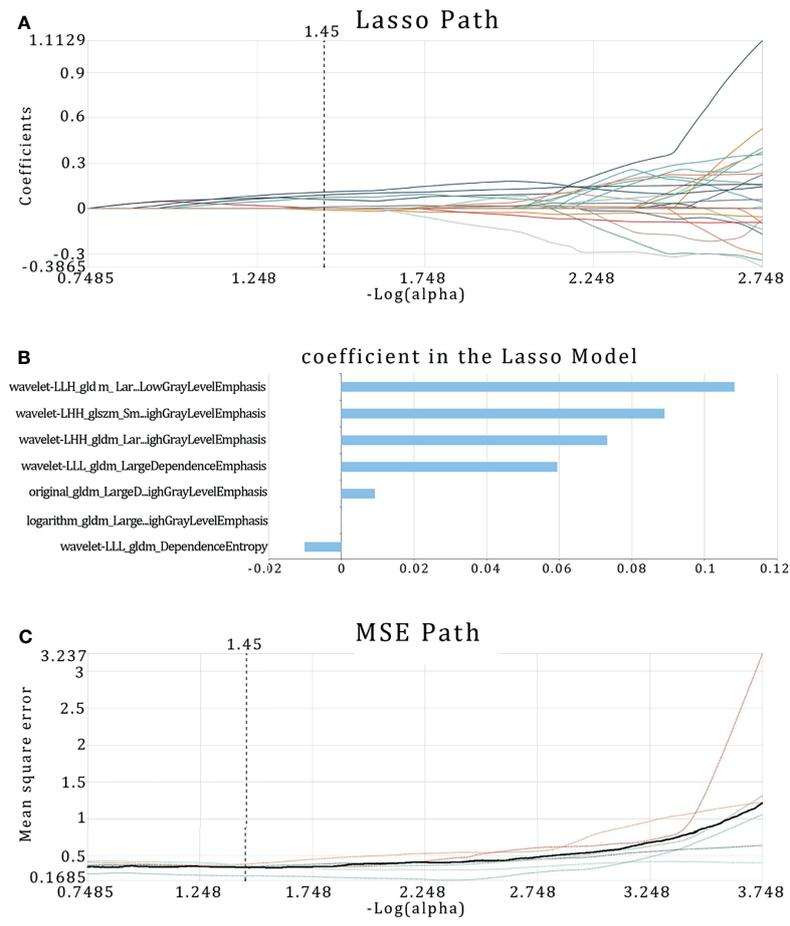 A
Lasso Path
1.45
1.1129
0.9
0.6
0.3
0
-0.3
-0.3865
Coefficients
0.7485
1.248
1.748
2.248
2.748
-Log(alpha)
B
coefficient in the Lasso Model
wavelet-LLH_gldm_Lar...LowGrayLevelEmphasis
wavelet-LHH_glszm_Sm...ighGrayLevelEmphasis
wavelet-LHH_gldm_Lar...ighGrayLevelEmphasis
wavelet-LLL_gldm_LargeDependenceEmphasis
original_gldm_LargeD...ighGrayLevelEmphasis
logarithm_gldm_Large...ighGrayLevelEmphasis
wavelet-LLL_gldm_DependenceEntropy
-0.02 0 0.02 0.04 0.06 0.08 0.1 0.12
C
MSE Path
1.45
3.237
3
2.5
2
1.5
1
0.5
0.1685
Mean square error
0.7485 1.248 1.748 2.248 2.748 3.248 3.748
-Log(alpha)